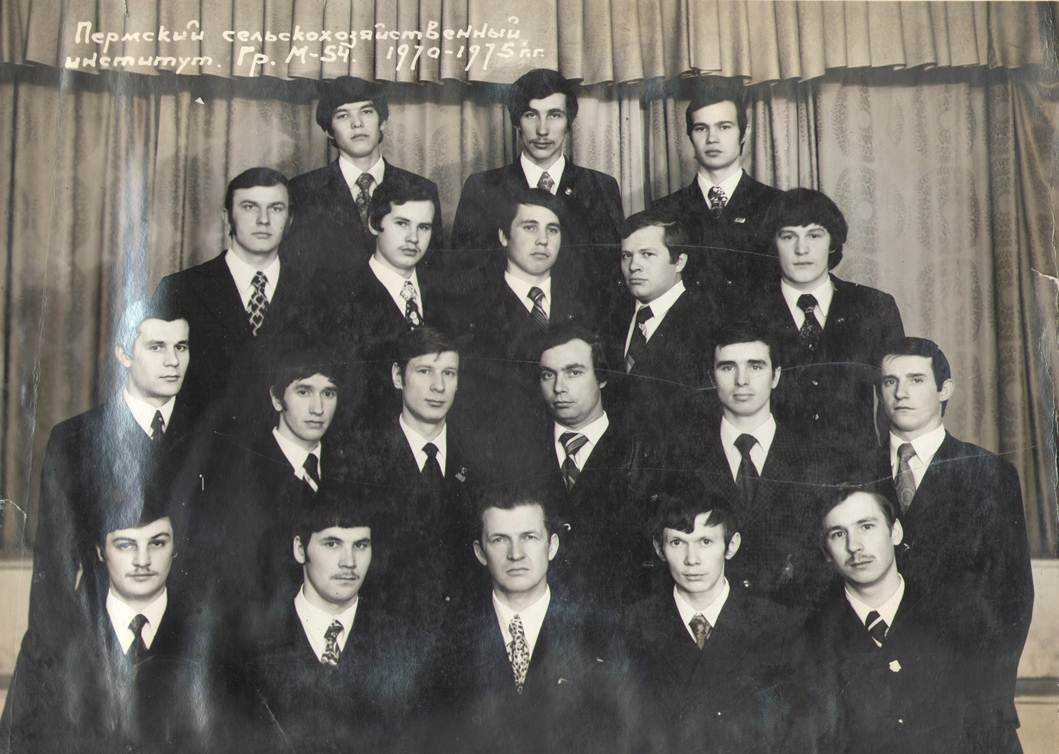 Пермский сельскохозяйственный
институт. Гр. М-54. 1970-1975 гг.